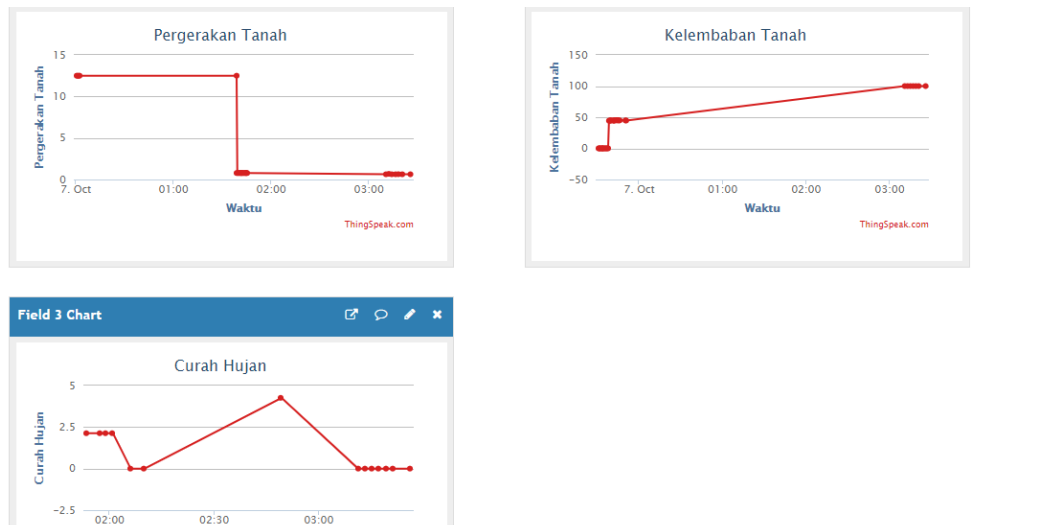 Pergerakan Tanah
15
10
5
0
Pergerakan Tanah
7. Oct 01:00 02:00 03:00
Waktu
ThingSpeak.com
Kelembaban Tanah
150
100
50
0
-50
Kelembaban Tanah
7. Oct 01:00 02:00 03:00
Waktu
ThingSpeak.com
Field 3 Chart
Curah Hujan
5
2.5
0
-2.5
Curah Hujan
02:00 02:30 03:00